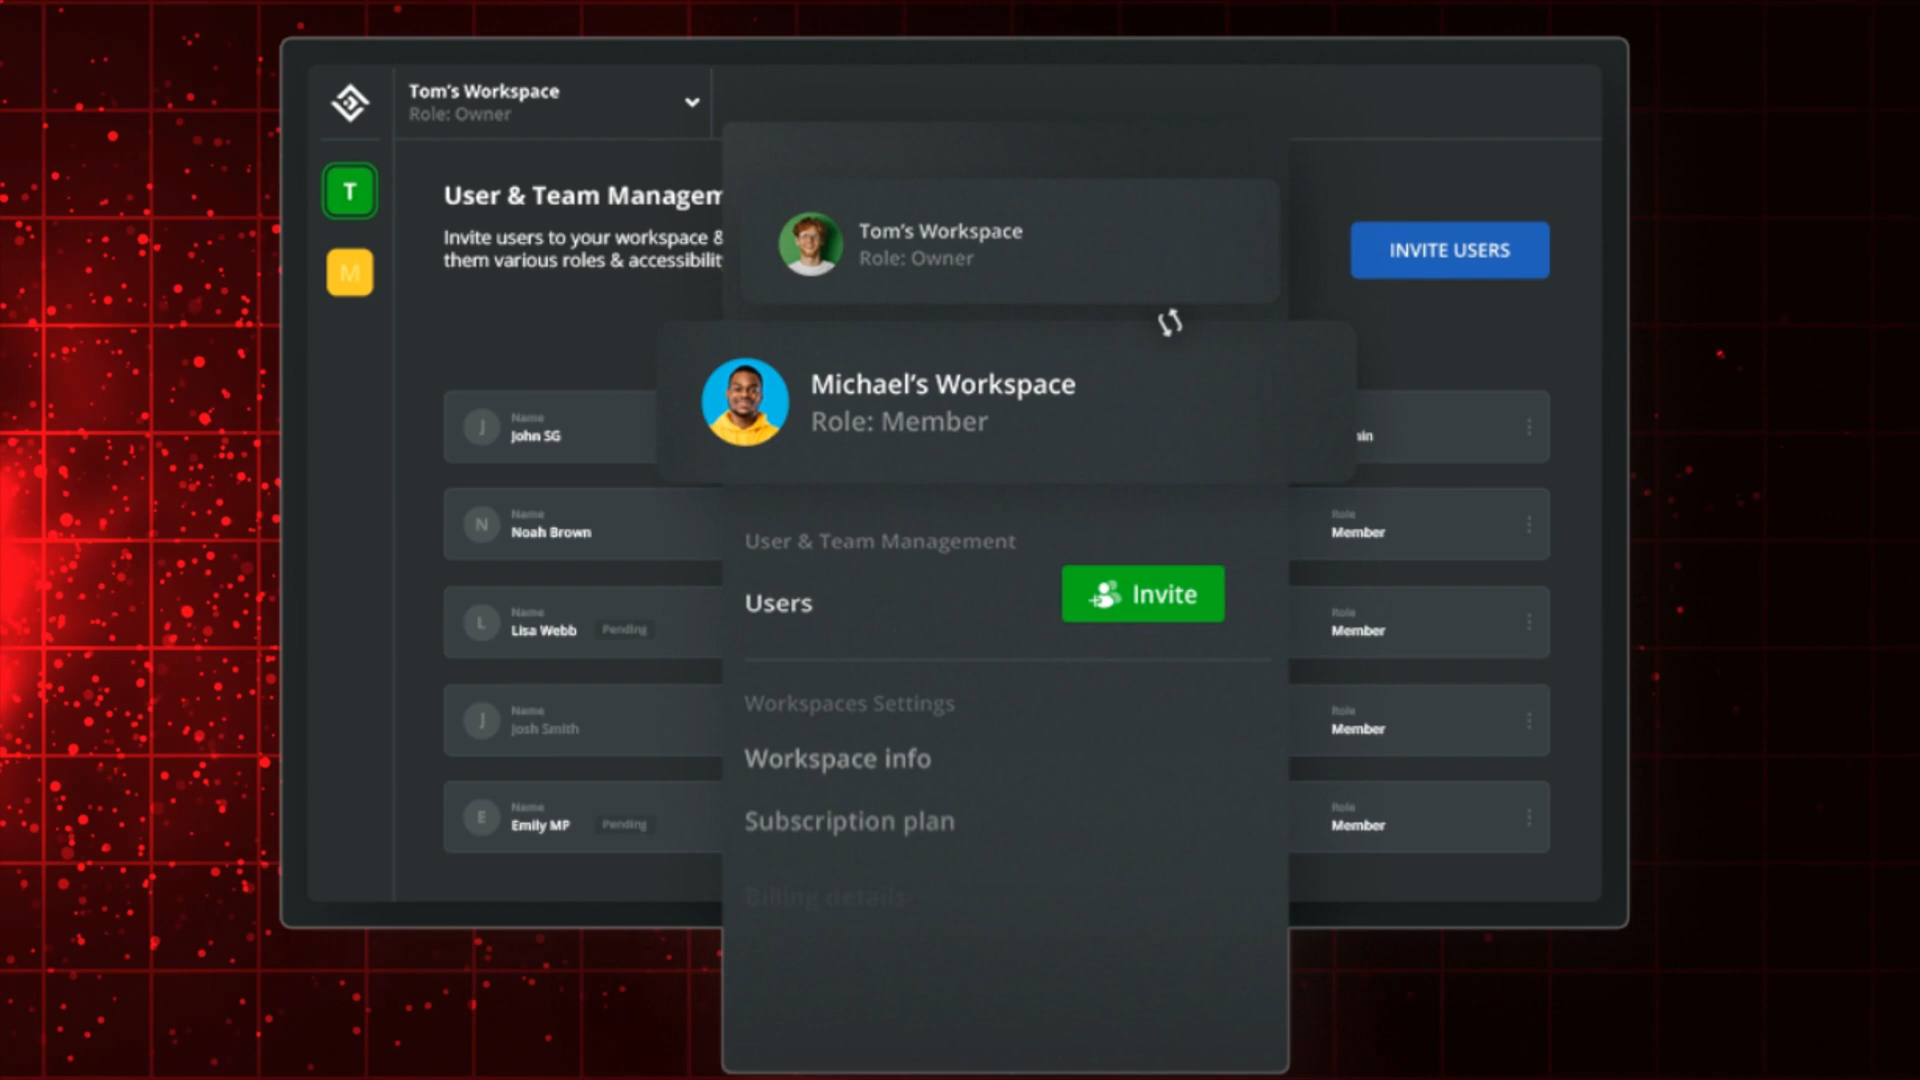 Tom's Workspace
Role: Owner
T
M
User & Team Managem
Invite users to your workspace &
them various roles & accessibilit
INVITE USERS
Tom's Workspace
Role: Owner
Michael's Workspace
Role: Member
J
Name
John SG
N
Name
Noah Brown
Role
Member
L
Name
Lisa Webb
Pending
Role
Member
J
Name
Josh Smith
Role
Member
E
Name
Emily MP
Pending
Role
Member
User & Team Management
Users
Invite
Workspaces Settings
Workspace info
Subscription plan
Billing details